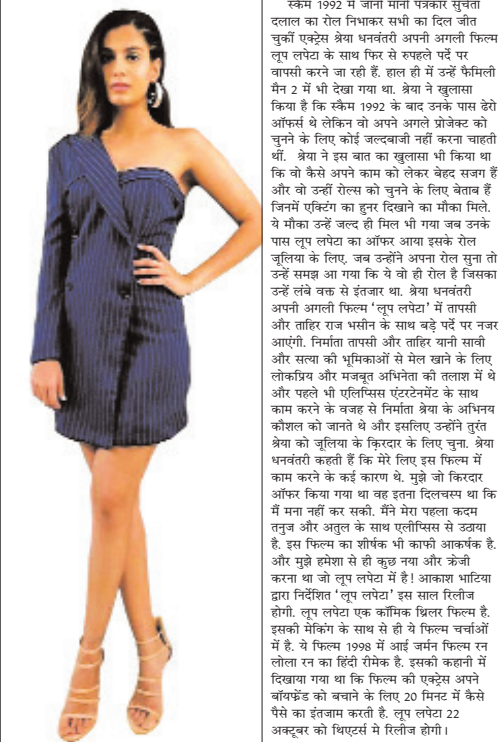 स्कैम 1992 में जानी मानी पत्रकार सुचेता
दलाल का रोल निभाकर सभी का दिल जीत
चुकीं एक्ट्रेस श्रेया धनवंतरी अपनी अगली फिल्म
लूप लपेटा के साथ फिर से रुपहले पर्दे पर
वापसी करने जा रही हैं. हाल ही में उन्हें फैमिली
मैन 2 में भी देखा गया था. श्रेया ने खुलासा
किया है कि स्कैम 1992 के बाद उनके पास ढेरो
ऑफर्स थे लेकिन वो अपने अगले प्रोजेक्ट को
चुनने के लिए कोई जल्दबाजी नहीं करना चाहती
थीं. श्रेया ने इस बात का खुलासा भी किया था
कि वो कैसे अपने काम को लेकर बेहद सजग हैं
और वो उन्हीं रोल्स को चुनने के लिए बेताब हैं
जिनमें एक्टिंग का हुनर दिखाने का मौका मिले.
ये मौका उन्हें जल्द ही मिल भी गया जब उनके
पास लूप लपेटा का ऑफर आया इसके रोल
जूलिया के लिए. जब उन्होंने अपना रोल सुना तो
उन्हें समझ आ गया कि ये वो ही रोल है जिसका
उन्हें लंबे वक्त से इंतजार था. श्रेया धनवंतरी
अपनी अगली फिल्म ‘लूप लपेटा’ में तापसी
और ताहिर राज भसीन के साथ बड़े पर्दे पर नजर
आएंगी. निर्माता तापसी और ताहिर यानी सावी
और सत्या की भूमिकाओं से मेल खाने के लिए
लोकप्रिय और मजबूत अभिनेता की तलाश में थे
और पहले भी एलिप्सिस एंटरटेनमेंट के साथ
काम करने के वजह से निर्माता श्रेया के अभिनय
कौशल को जानते थे और इसलिए उन्होंने तुरंत
श्रेया को जूलिया के क़िरदार के लिए चुना. श्रेया
धनवंतरी कहती हैं कि मेरे लिए इस फिल्म में
काम करने के कई कारण थे. मुझे जो किरदार
ऑफर किया गया था वह इतना दिलचस्प था कि
मैं मना नहीं कर सकी. मैंने मेरा पहला कदम
तनुज और अतुल के साथ एलीप्सिस से उठाया
है. इस फिल्म का शीर्षक भी काफी आकर्षक है.
और मुझे हमेशा से ही कुछ नया और क्रेजी
करना था जो लूप लपेटा में है! आकाश भाटिया
द्वारा निर्देशित ‘लूप लपेटा’ इस साल रिलीज
होगी. लूप लपेटा एक कॉमिक थ्रिलर फिल्म है.
इसकी मेकिंग के साथ से ही ये फिल्म चर्चाओं
में है. ये फिल्म 1998 में आई जर्मन फिल्म रन
लोला रन का हिंदी रीमेक है. इसकी कहानी में
दिखाया गया था कि फिल्म की एक्ट्रेस अपने
बॉयफ्रेंड को बचाने के लिए 20 मिनट में कैसे
पैसे का इंतजाम करती है. लूप लपेटा 22
अक्टूबर को थिएटर्स मे रिलीज होगी।